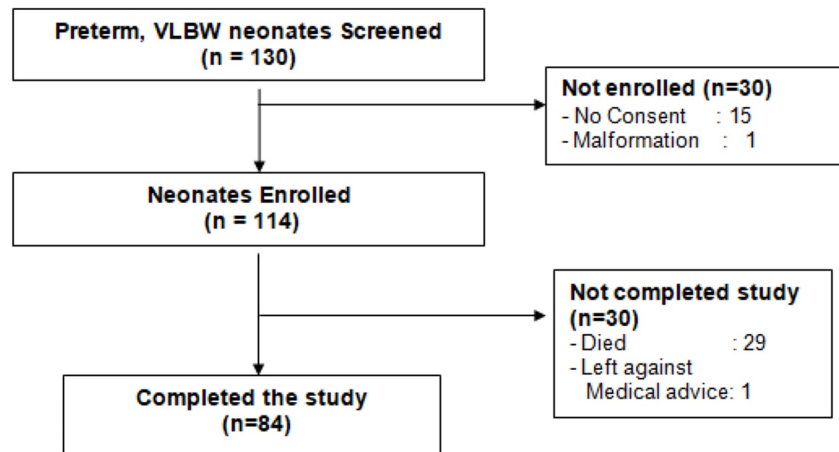 Preterm, VLBW neonates Screened
(n = 130)
Not enrolled (n=30)
- No Consent : 15
- Malformation : 1
Neonates Enrolled
(n = 114)
Not completed study
(n=30)
- Died : 29
- Left against
Medical advice: 1
Completed the study
(n=84)